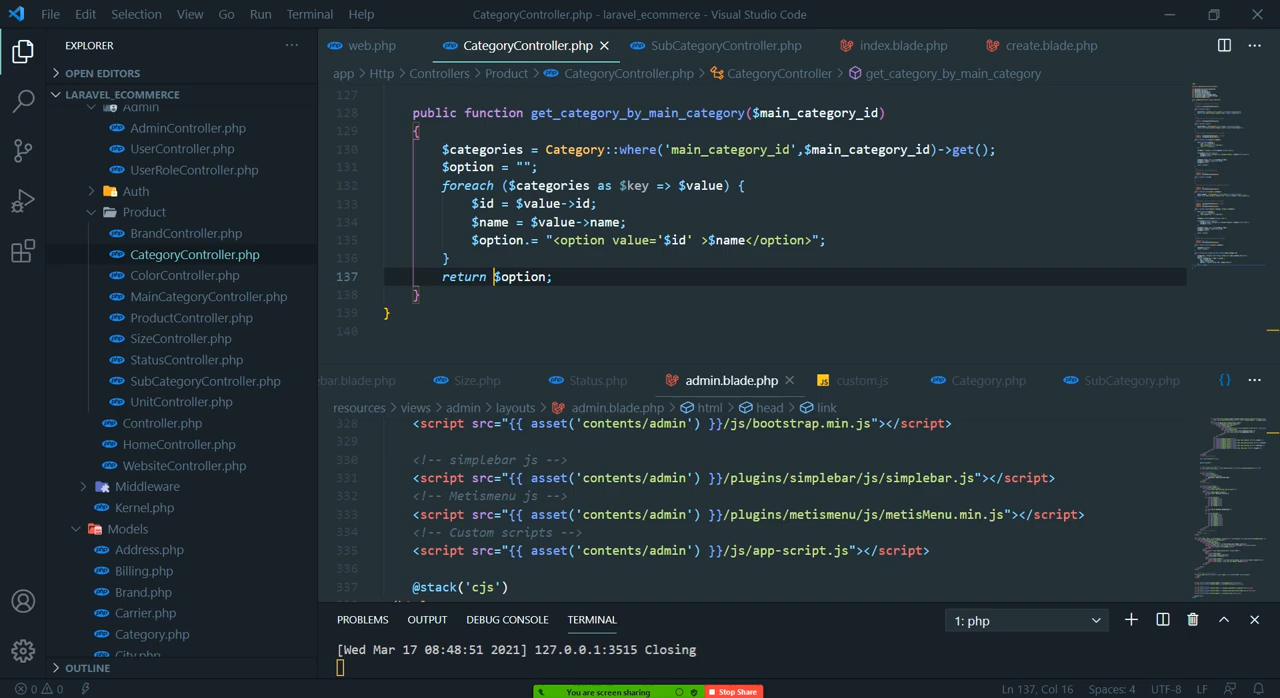 File Edit Selection View Go Run Terminal Help
CategoryController.php - laravel_ecommerce - Visual Studio Code
EXPLORER
OPEN EDITORS
LARAVEL_ECOMMERCE
Admin
AdminController.php
UserController.php
UserRoleController.php
Auth
Product
BrandController.php
CategoryController.php
ColorController.php
MainCategoryController.php
ProductController.php
SizeController.php
StatusController.php
SubCategoryController.php
UnitController.php
Controller.php
HomeController.php
WebsiteController.php
Middleware
Kernel.php
Models
Address.php
Billing.php
Brand.php
Carrier.php
Category.php
City.php
OUTLINE
web.php CategoryController.php SubCategoryController.php index.blade.php create.blade.php
app > Http > Controllers > Product > CategoryController.php > CategoryController > get_category_by_main_category
127
128 public function get_category_by_main_category($main_category_id)
129 {
130 $categories = Category::where('main_category_id',$main_category_id)->get();
131 $option = "";
132 foreach ($categories as $key => $value) {
133 $id = $value->id;
134 $name = $value->name;
135 $option.= "<option value='$id' >$name</option>";
136 }
137 return $option;
138 }
139 }
140
bar.blade.php Size.php Status.php admin.blade.php custom.js Category.php SubCategory.php
resources > views > admin > layouts > admin.blade.php > html > head > link
328 <script src="{{ asset('contents/admin') }}/js/bootstrap.min.js"></script>
329
330 <!-- simplebar js -->
331 <script src="{{ asset('contents/admin') }}/plugins/simplebar/js/simplebar.js"></script>
332 <!-- Metismenu js -->
333 <script src="{{ asset('contents/admin') }}/plugins/metismenu/js/metisMenu.min.js"></script>
334 <!-- Custom scripts -->
335 <script src="{{ asset('contents/admin') }}/js/app-script.js"></script>
336
337 @stack('cjs')
PROBLEMS OUTPUT DEBUG CONSOLE TERMINAL
1: php
[Wed Mar 17 08:48:51 2021] 127.0.0.1:3515 Closing
0 0
You are screen sharing Stop Share
Ln 137, Col 16 Spaces: 4 UTF-8 LF PHP